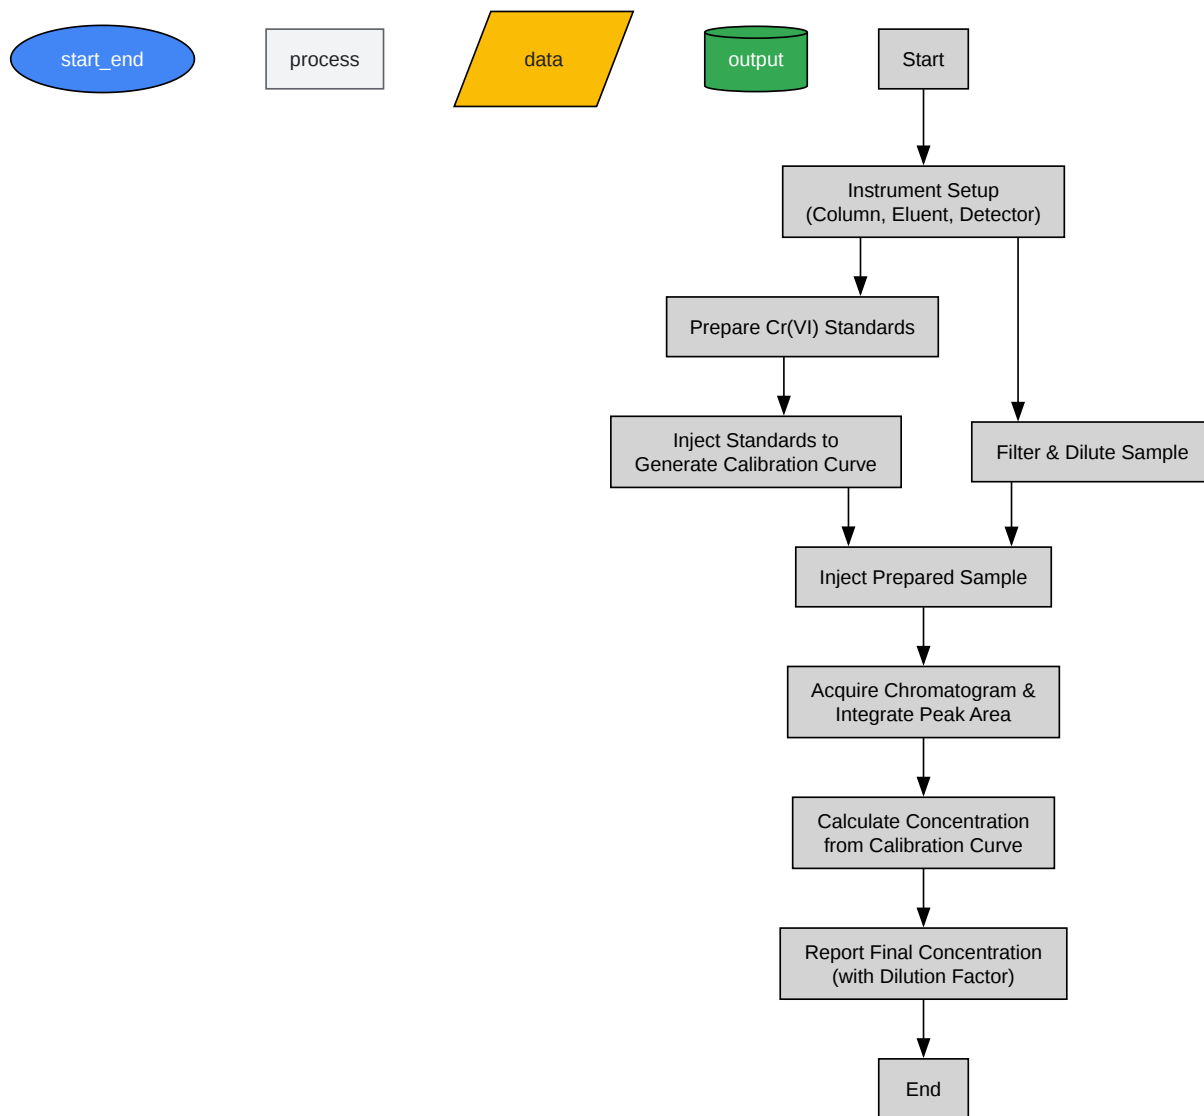 start_end
process
data
output
Start
Instrument Setup
(Column, Eluent, Detector)
Prepare Cr(VI) Standards
Inject Standards to
Generate Calibration Curve
Filter & Dilute Sample
Inject Prepared Sample
Acquire Chromatogram &
Integrate Peak Area
Calculate Concentration
from Calibration Curve
Report Final Concentration
(with Dilution Factor)
End